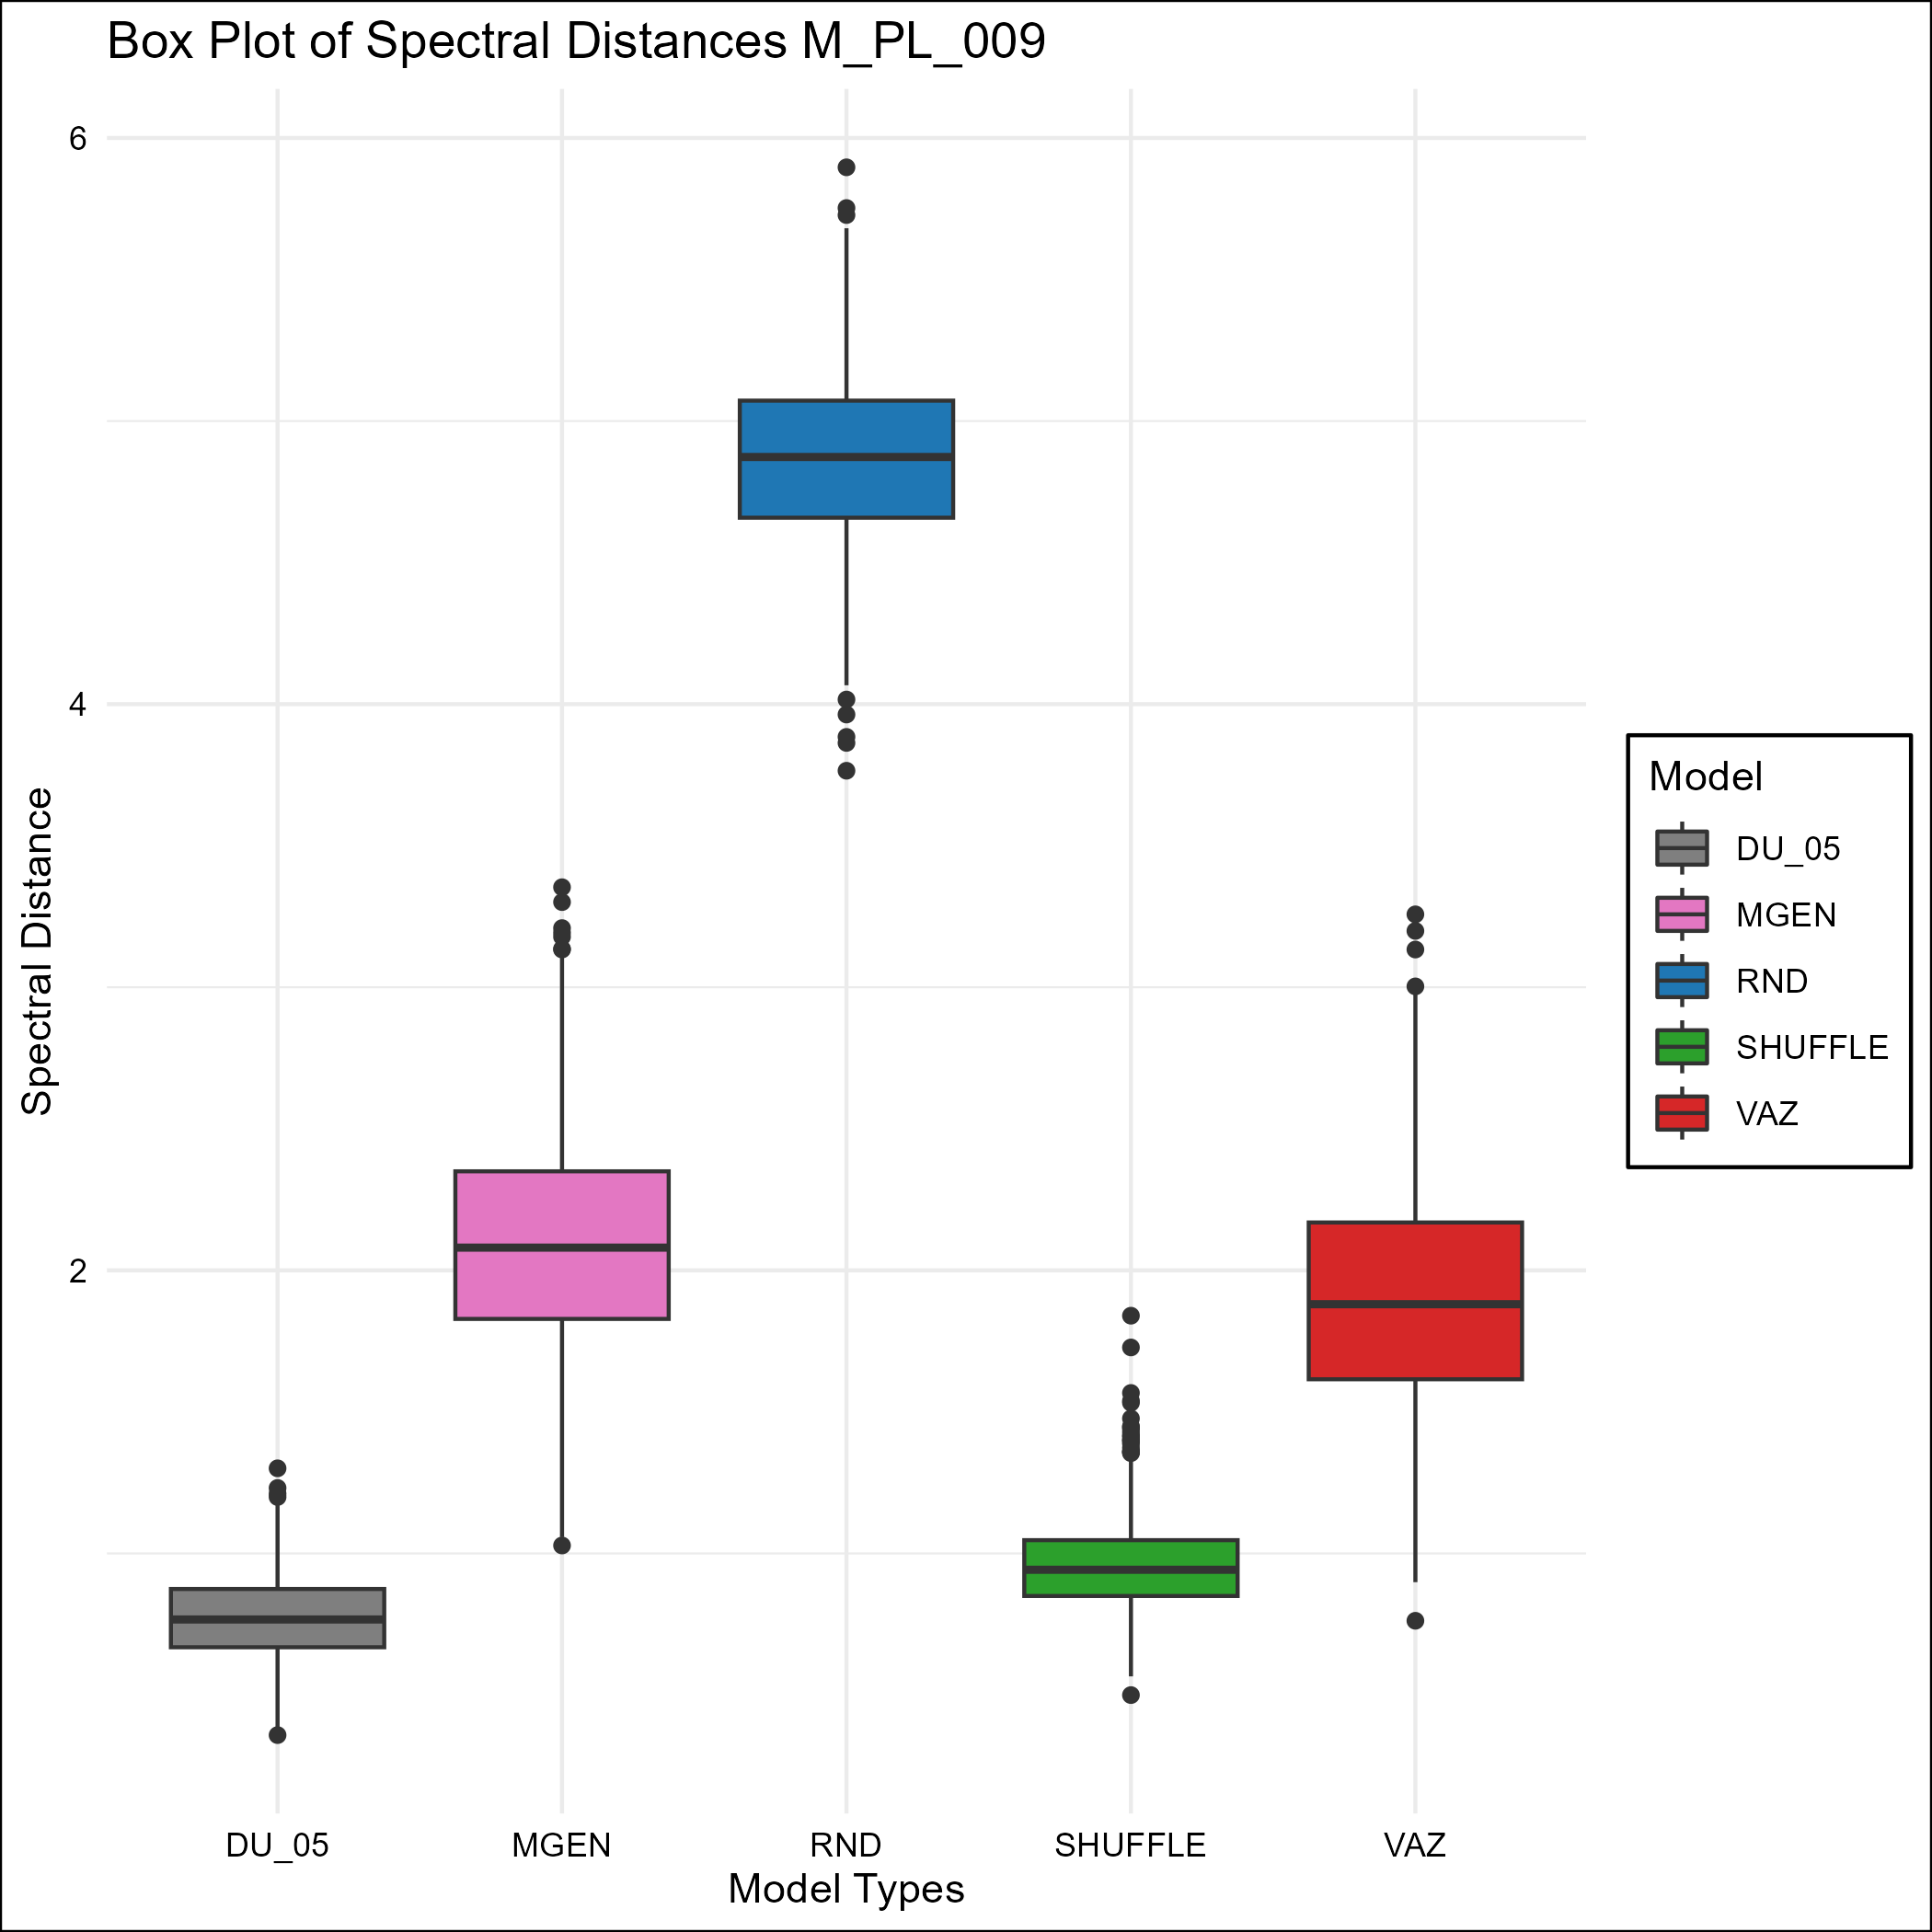 Box Plot of Spectral Distances M_PL_009
6
4
2
Spectral Distance
DU_05
MGEN
RND
SHUFFLE
VAZ
Model Types
Model
DU_05
MGEN
RND
SHUFFLE
VAZ